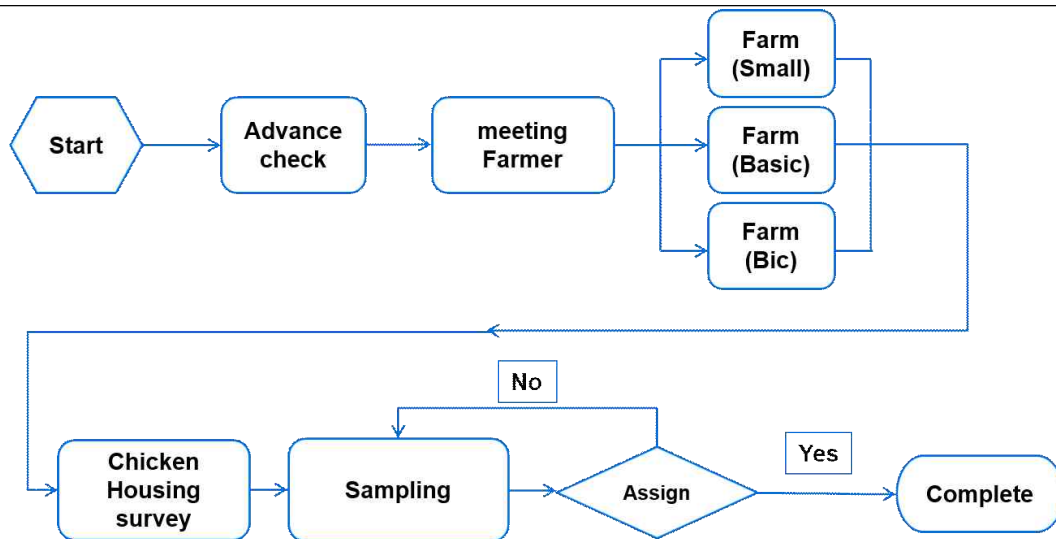 Start
Advance
check
meeting
Farmer
Farm
(Small)
Farm
(Basic)
Farm
(Bic)
No
Yes
Chicken
Housing
survey
Sampling
Assign
Complete